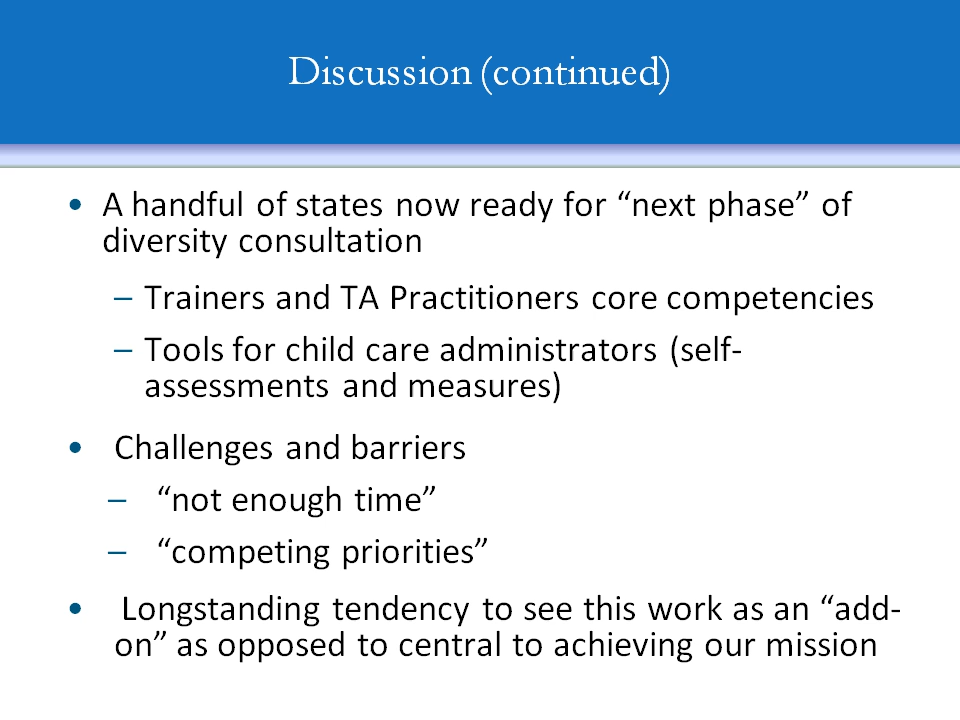 Discussion (continued)
• A handful of states now ready for “next phase” of
diversity consultation
– Trainers and TA Practitioners core competencies
– Tools for child care administrators (self-
assessments and measures)
• Challenges and barriers
– “not enough time”
– “competing priorities”
• Longstanding tendency to see this work as an “add-
on” as opposed to central to achieving our mission